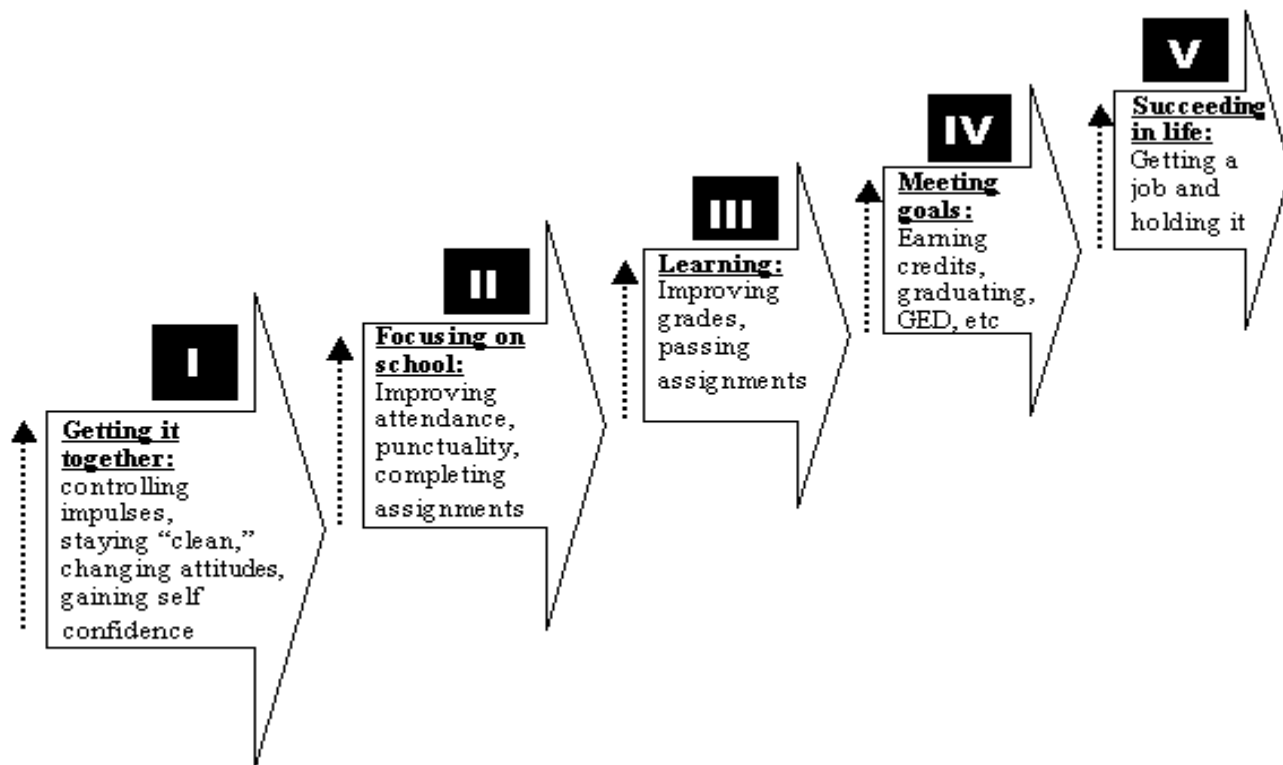 I
Getting it
together:
controlling
impulses,
staying “clean,”
changing attitudes,
gaining self
confidence
II
Focusing on
school:
Improving
attendance,
punctuality,
completing
assignments
III
Learning:
Improving
grades,
passing
assignments
IV
Meeting
goals:
Earning
credits,
graduating,
GED, etc
V
Succeeding
in life:
Getting a
job and
holding it